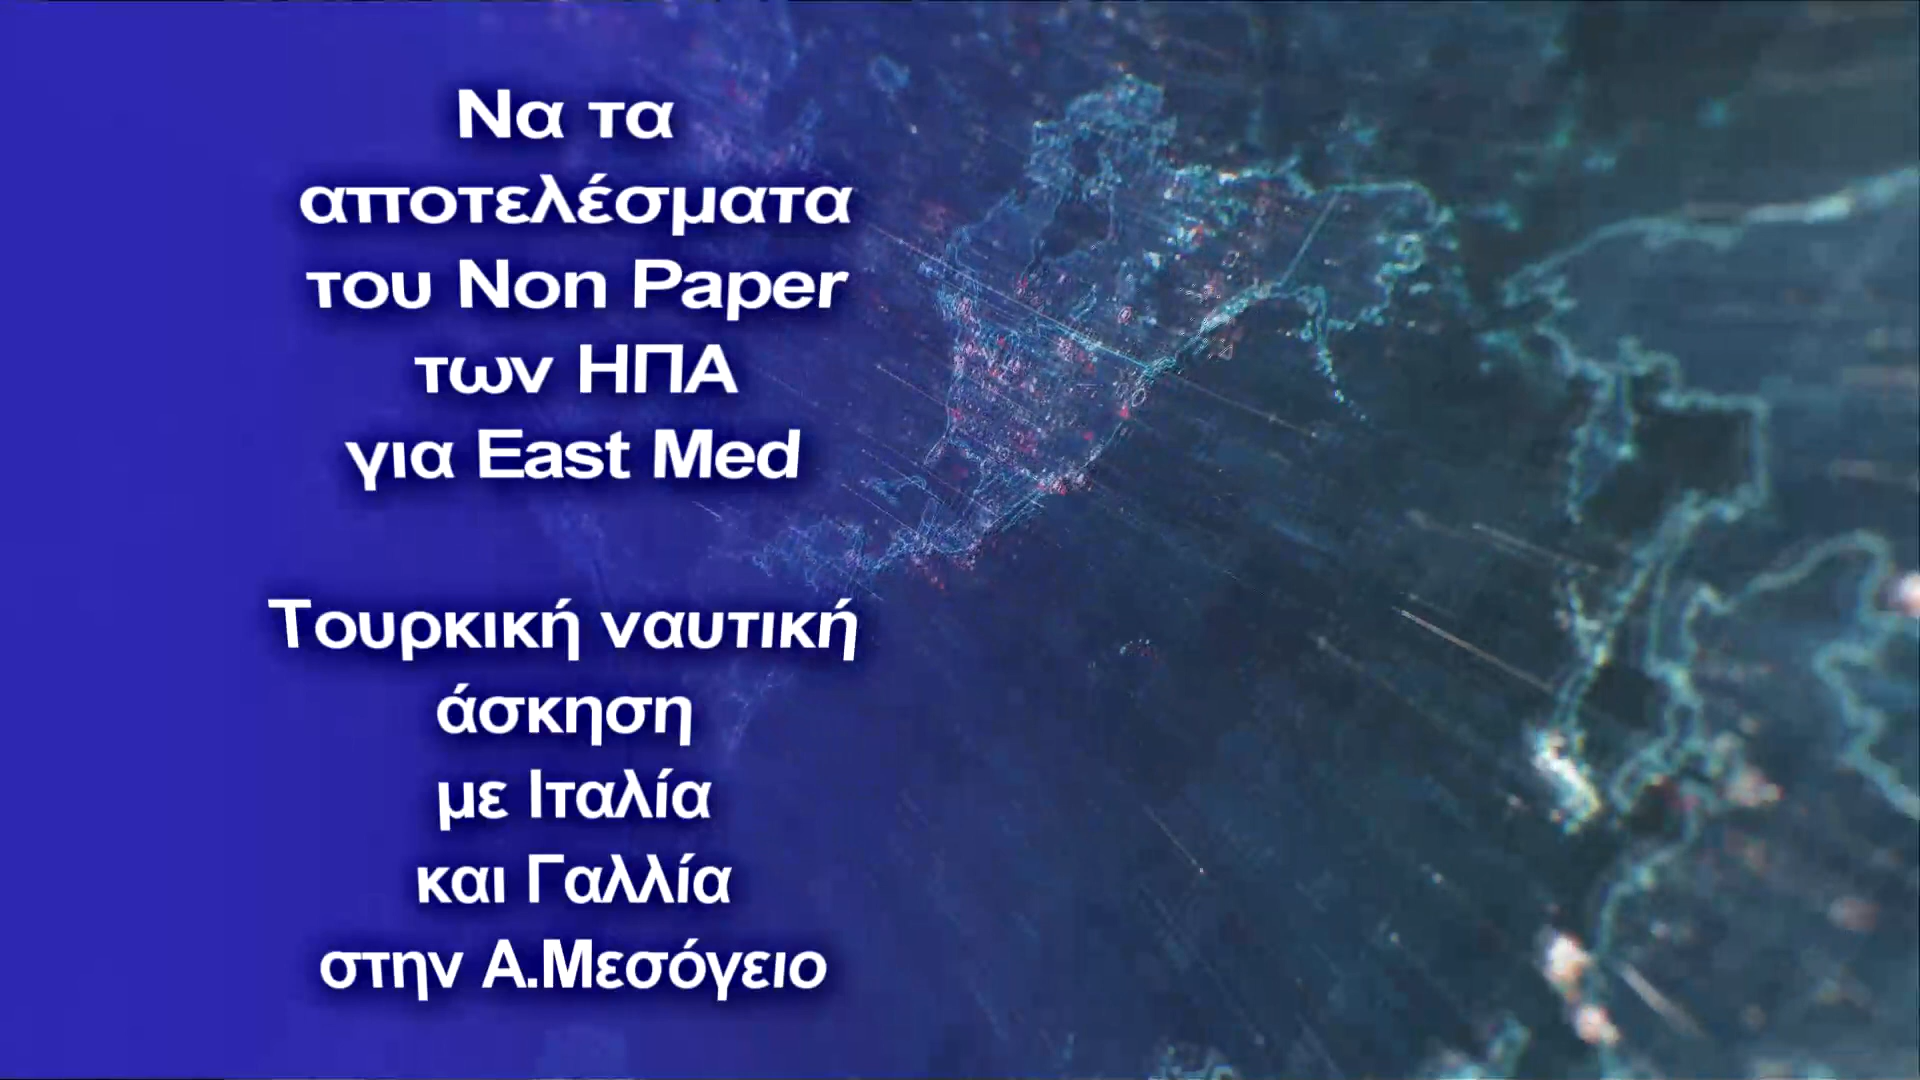 Να τα
αποτελέσματα
του Non Paper
των ΗΠΑ
για East Med
Τουρκική ναυτική
άσκηση
με Ιταλία
και Γαλλία
στην Α.Μεσόγειο